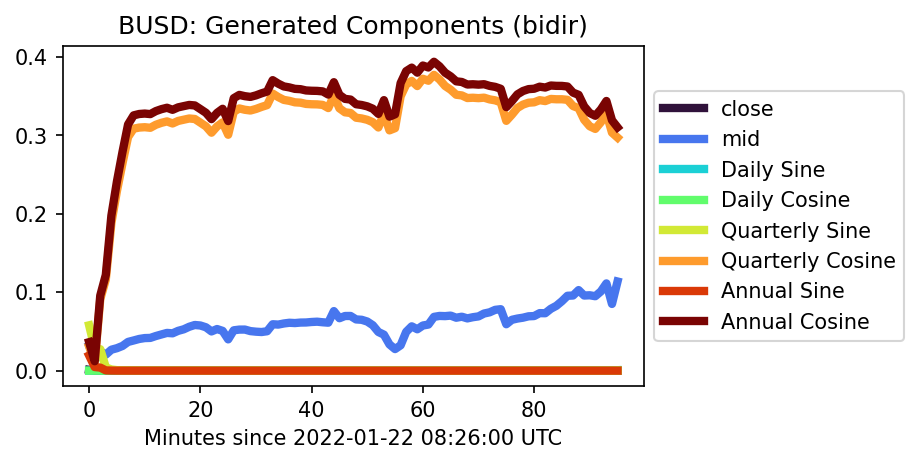 BUSD: Generated Components (bidir)
0.4
0.3
0.2
0.1
0.0
0 20 40 60 80
Minutes since 2022-01-22 08:26:00 UTC
close
mid
Daily Sine
Daily Cosine
Quarterly Sine
Quarterly Cosine
Annual Sine
Annual Cosine